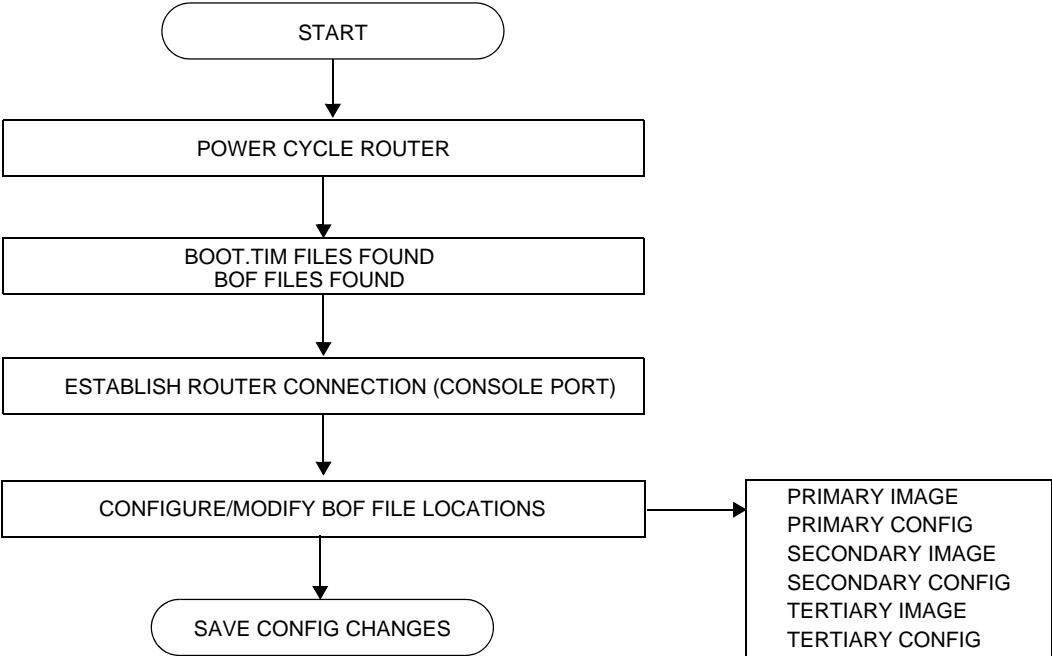 START
POWER CYCLE ROUTER
BOOT.TIM FILES FOUND
BOF FILES FOUND
ESTABLISH ROUTER CONNECTION (CONSOLE PORT)
CONFIGURE/MODIFY BOF FILE LOCATIONS
PRIMARY IMAGE
PRIMARY CONFIG
SECONDARY IMAGE
SECONDARY CONFIG
TERTIARY IMAGE
TERTIARY CONFIG
SAVE CONFIG CHANGES